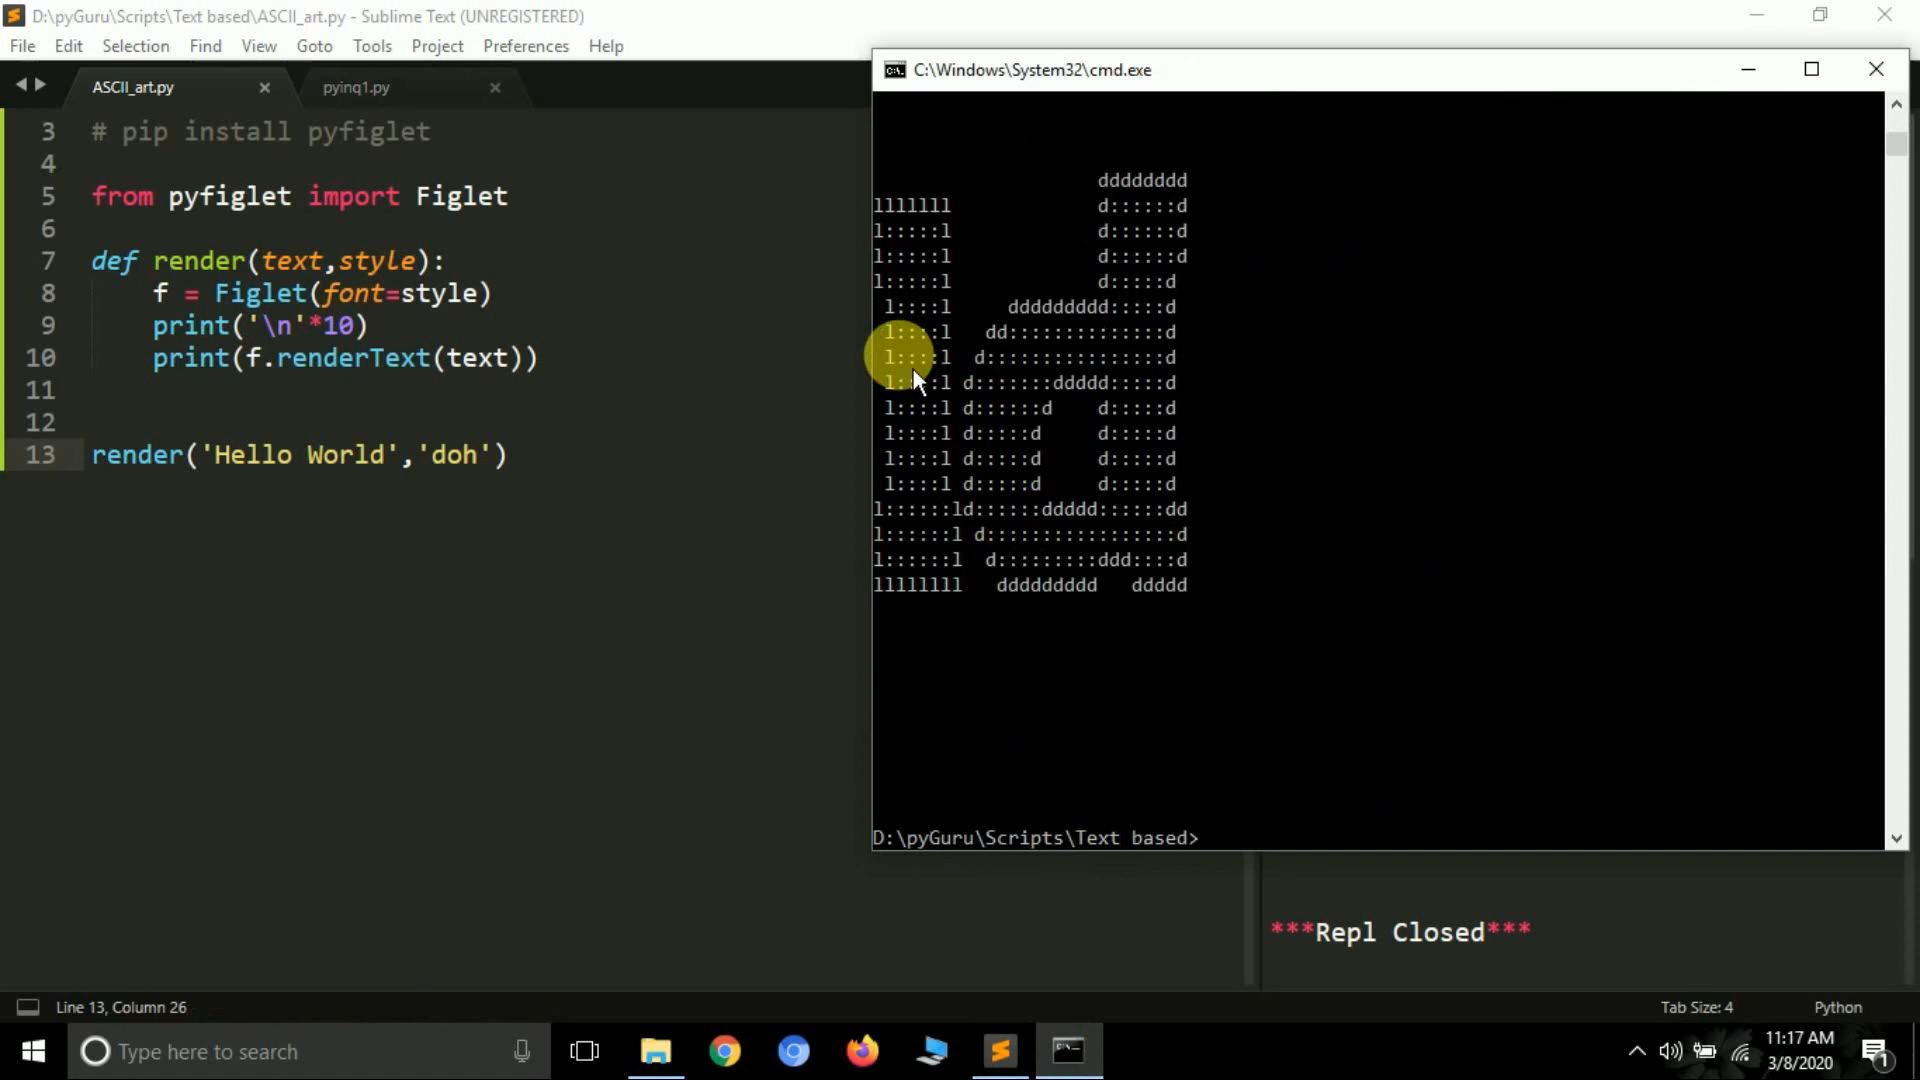 D:\pyGuru\Scripts\Text based\ASCII_art.py - Sublime Text (UNREGISTERED)
File Edit Selection Find View Goto Tools Project Preferences Help
ASCII_art.py
pyinq1.py
3 # pip install pyfiglet
4
5 from pyfiglet import Figlet
6
7 def render(text,style):
8     f = Figlet(font=style)
9     print('\n'*10)
10     print(f.renderText(text))
11
12
13 render('Hello World','doh')
C:\Windows\System32\cmd.exe
                    dddddddd
lllllll             d::::::d
l:::::l             d::::::d
l:::::l             d::::::d
l:::::l             d:::::d
 l::::l     ddddddddd:::::d
 l::::l   dd::::::::::::::d
 l::::l  d::::::::::::::::d
 l::::l d:::::::ddddd:::::d
 l::::l d::::::d    d:::::d
 l::::l d:::::d     d:::::d
 l::::l d:::::d     d:::::d
 l::::l d:::::d     d:::::d
l::::::ld::::::ddddd::::::dd
l::::::l d:::::::::::::::::d
l::::::l  d:::::::::ddd::::d
llllllll   ddddddddd   ddddd
D:\pyGuru\Scripts\Text based>
***Repl Closed***
Line 13, Column 26
Tab Size: 4
Python
Type here to search
11:17 AM
3/8/2020
1